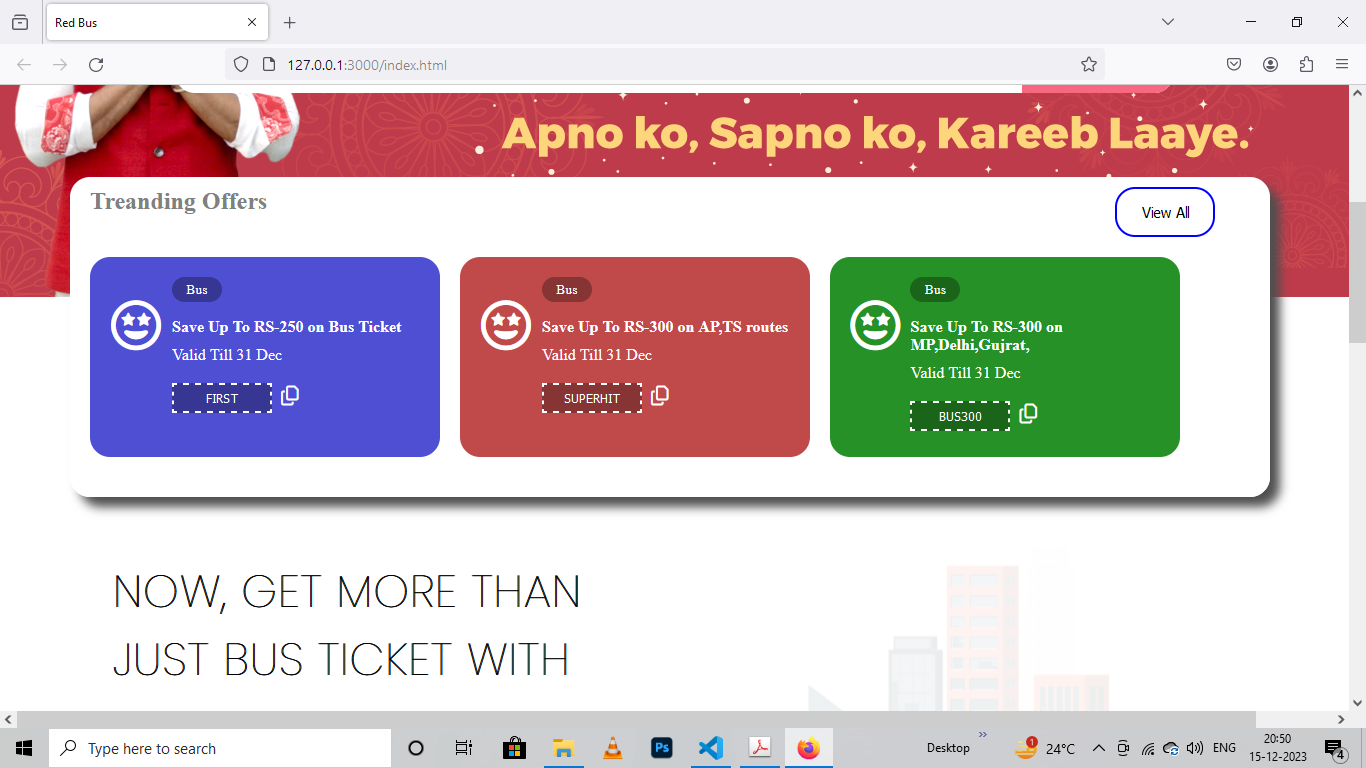 Red Bus
127.0.0.1:3000/index.html
Apno ko, Sapno ko, Kareeb Laaye.
Treanding Offers
View All
Bus
Save Up To RS-250 on Bus Ticket
Valid Till 31 Dec
FIRST
Bus
Save Up To RS-300 on AP,TS routes
Valid Till 31 Dec
SUPERHIT
Bus
Save Up To RS-300 on
MP,Delhi,Gujrat,
Valid Till 31 Dec
BUS300
NOW, GET MORE THAN
JUST BUS TICKET WITH
Type here to search
Ps
Desktop
1
24°C
ENG
20:50
15-12-2023
4